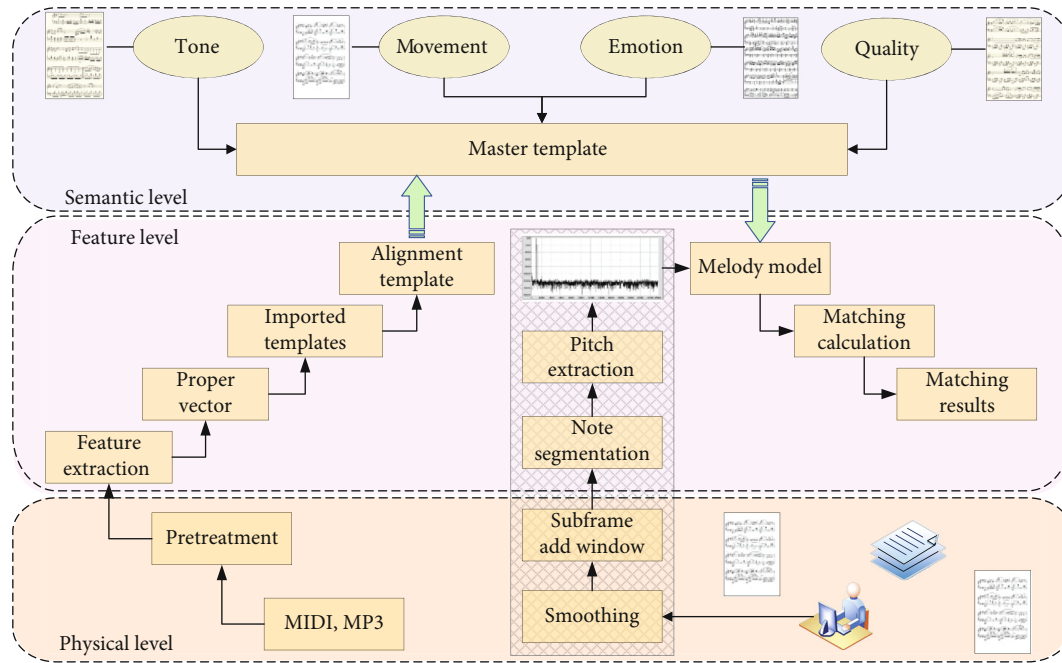 Tone
Movement
Emotion
Quality
Master template
Semantic level
Feature level
Alignment
template
Melody model
Imported
templates
Matching
calculation
Pitch
extraction
Proper
vector
Matching
results
Feature
extraction
Note
segmentation
Pretreatment
Subframe
add window
MIDI, MP3
Smoothing
Physical level